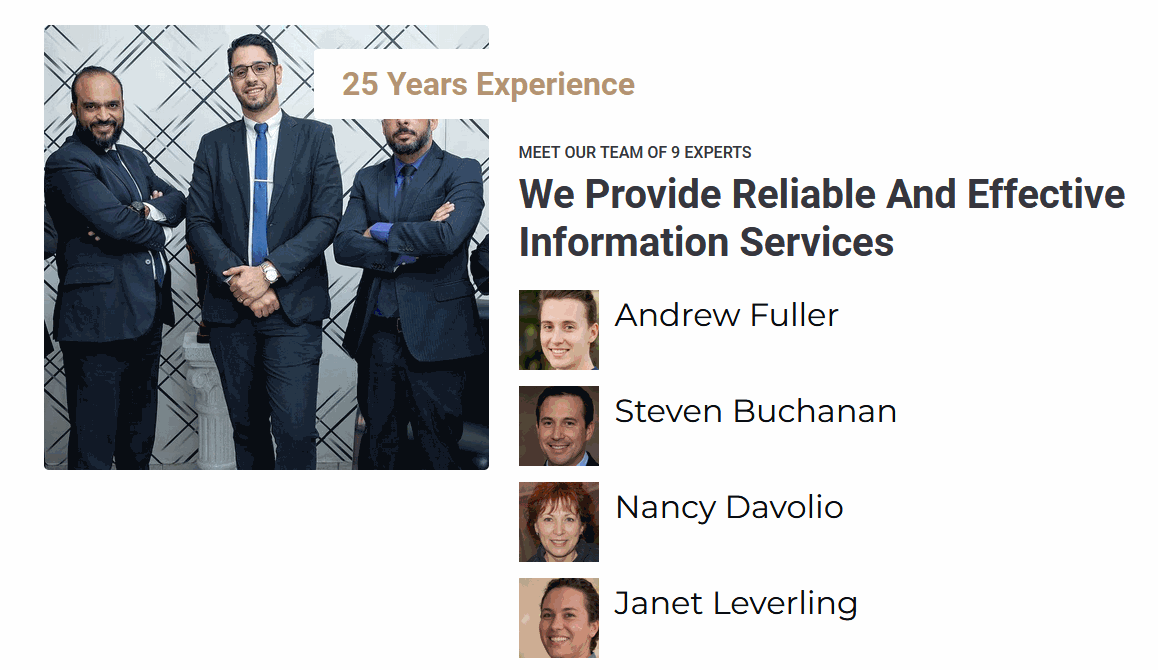 25 Years Experience
MEET OUR TEAM OF 9 EXPERTS
We Provide Reliable And Effective
Information Services
Andrew Fuller
Steven Buchanan
Nancy Davolio
Janet Leverling